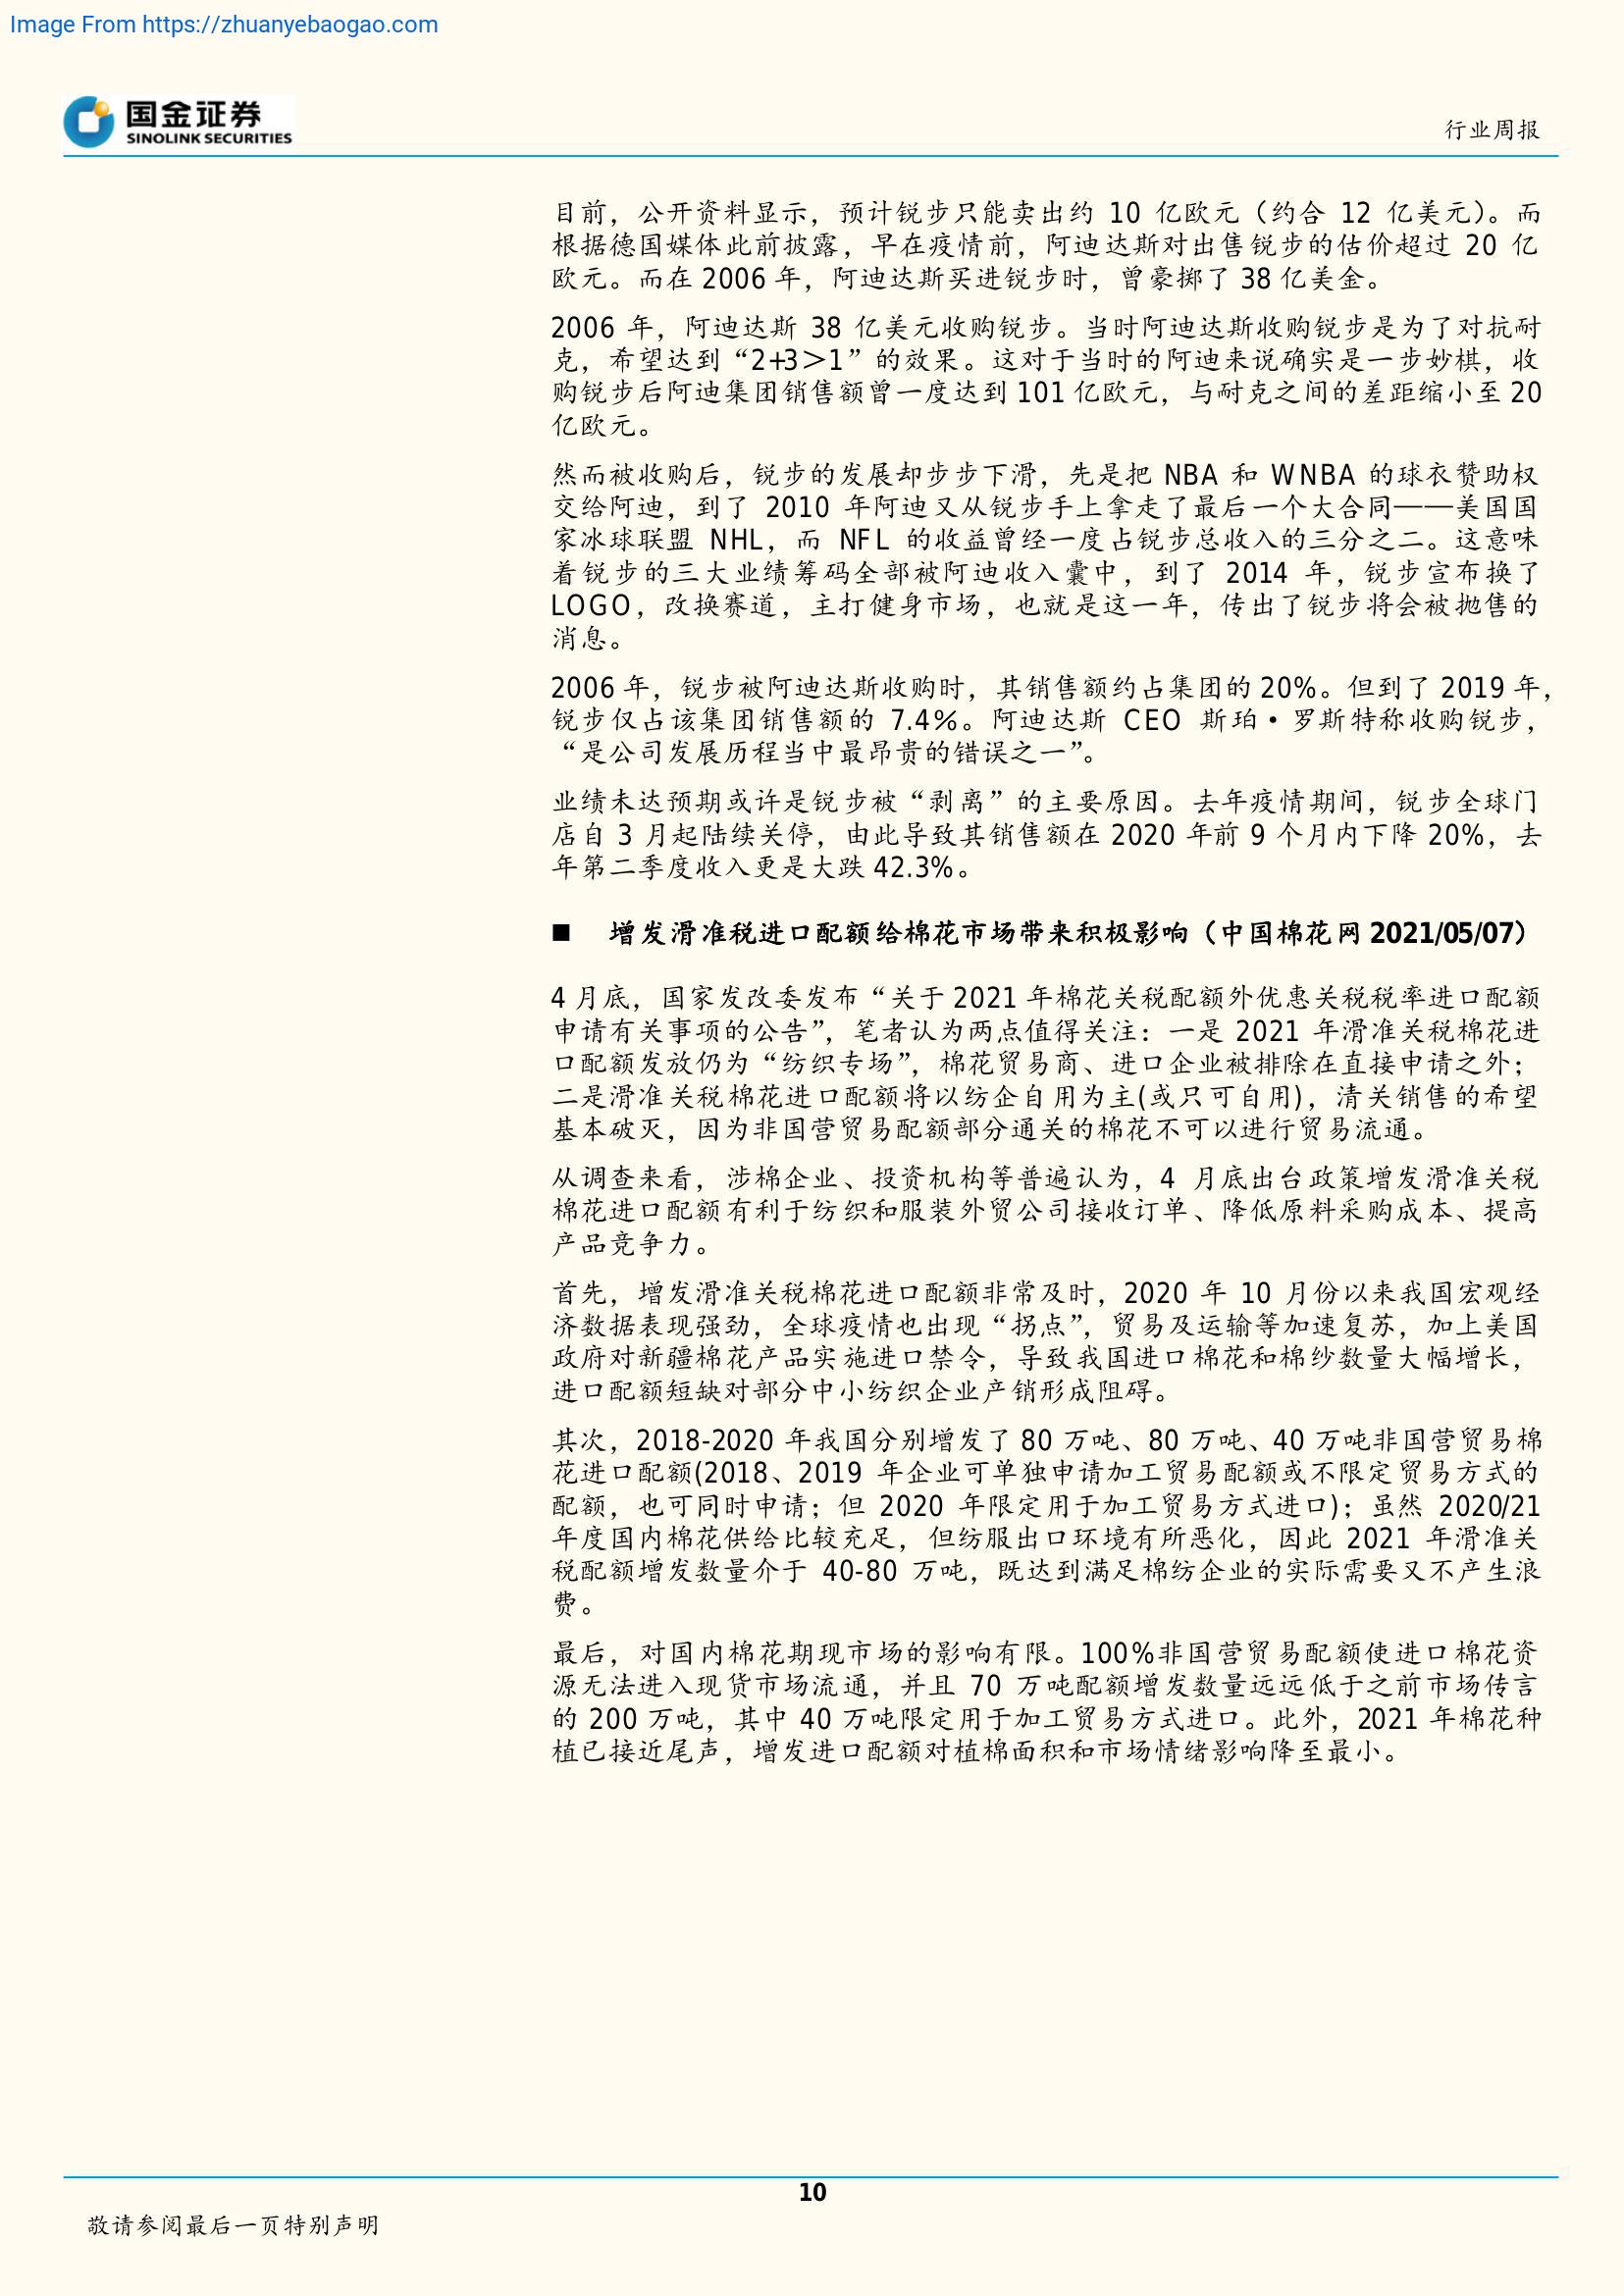 Image From https://zhuanyebaogao.com
国金证券
SINOLINK SECURITIES
行业周报
目前，公开资料显示，预计锐步只能卖出约 10 亿欧元（约合 12 亿美元）。而
根据德国媒体此前披露，早在疫情前，阿迪达斯对出售锐步的估价超过 20 亿
欧元。而在 2006 年，阿迪达斯买进锐步时，曾豪掷了 38 亿美金。
2006 年，阿迪达斯 38 亿美元收购锐步。当时阿迪达斯收购锐步是为了对抗耐
克，希望达到“2+3＞1”的效果。这对于当时的阿迪来说确实是一步妙棋，收
购锐步后阿迪集团销售额曾一度达到 101 亿欧元，与耐克之间的差距缩小至 20
亿欧元。
然而被收购后，锐步的发展却步步下滑，先是把 NBA 和 WNBA 的球衣赞助权
交给阿迪，到了 2010 年阿迪又从锐步手上拿走了最后一个大合同——美国国
家冰球联盟 NHL，而 NFL 的收益曾经一度占锐步总收入的三分之二。这意味
着锐步的三大业绩筹码全部被阿迪收入囊中，到了 2014 年，锐步宣布换了
LOGO，改换赛道，主打健身市场，也就是这一年，传出了锐步将会被抛售的
消息。
2006 年，锐步被阿迪达斯收购时，其销售额约占集团的 20%。但到了 2019 年，
锐步仅占该集团销售额的 7.4%。阿迪达斯 CEO 斯珀•罗斯特称收购锐步，
“是公司发展历程当中最昂贵的错误之一”。
业绩未达预期或许是锐步被“剥离”的主要原因。去年疫情期间，锐步全球门
店自 3 月起陆续关停，由此导致其销售额在 2020 年前 9 个月内下降 20%，去
年第二季度收入更是大跌 42.3%。
■ 增发滑准税进口配额给棉花市场带来积极影响（中国棉花网 2021/05/07）
4 月底，国家发改委发布“关于 2021 年棉花关税配额外优惠关税税率进口配额
申请有关事项的公告”，笔者认为两点值得关注：一是 2021 年滑准关税棉花进
口配额发放仍为“纺织专场”，棉花贸易商、进口企业被排除在直接申请之外；
二是滑准关税棉花进口配额将以纺企自用为主(或只可自用)，清关销售的希望
基本破灭，因为非国营贸易配额部分通关的棉花不可以进行贸易流通。
从调查来看，涉棉企业、投资机构等普遍认为，4 月底出台政策增发滑准关税
棉花进口配额有利于纺织和服装外贸公司接收订单、降低原料采购成本、提高
产品竞争力。
首先，增发滑准关税棉花进口配额非常及时，2020 年 10 月份以来我国宏观经
济数据表现强劲，全球疫情也出现“拐点”，贸易及运输等加速复苏，加上美国
政府对新疆棉花产品实施进口禁令，导致我国进口棉花和棉纱数量大幅增长，
进口配额短缺对部分中小纺织企业产销形成阻碍。
其次，2018-2020 年我国分别增发了 80 万吨、80 万吨、40 万吨非国营贸易棉
花进口配额(2018、2019 年企业可单独申请加工贸易配额或不限定贸易方式的
配额，也可同时申请；但 2020 年限定用于加工贸易方式进口)；虽然 2020/21
年度国内棉花供给比较充足，但纺服出口环境有所恶化，因此 2021 年滑准关
税配额增发数量介于 40-80 万吨，既达到满足棉纺企业的实际需要又不产生浪
费。
最后，对国内棉花期现市场的影响有限。100%非国营贸易配额使进口棉花资
源无法进入现货市场流通，并且 70 万吨配额增发数量远远低于之前市场传言
的 200 万吨，其中 40 万吨限定用于加工贸易方式进口。此外，2021 年棉花种
植已接近尾声，增发进口配额对植棉面积和市场情绪影响降至最小。
10
敬请参阅最后一页特别声明